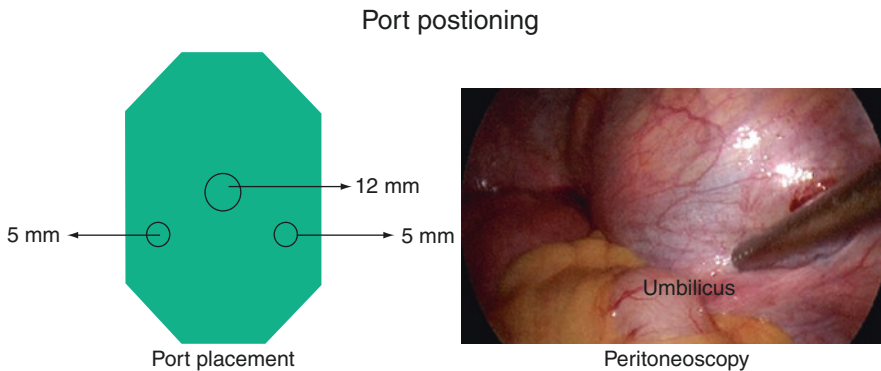 Port postioning
12 mm
5 mm
5 mm
Umbilicus
Port placement
Peritoneoscopy